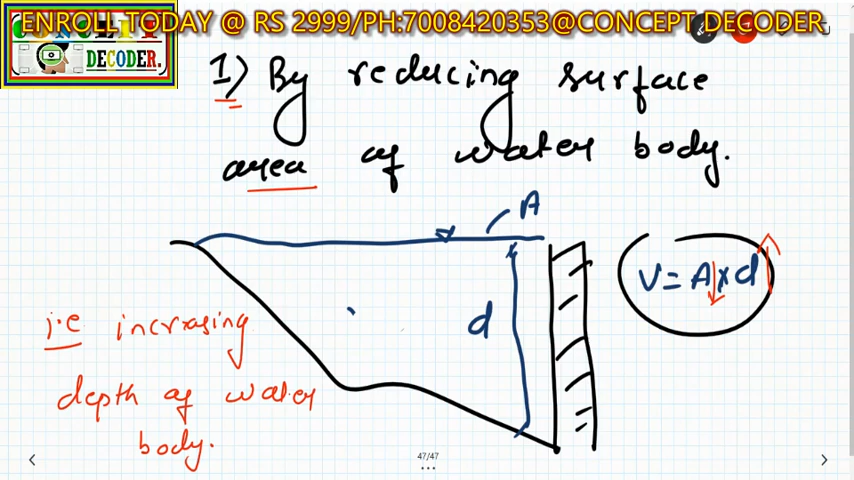 ENROLL TODAY @ RS 2999/PH:7008420353@CONCEPT DECODER
DECODER.
1) By reducing surface
area of water body.
A
V = A x d
d
i.e increasing
depth of water
body.
47/47